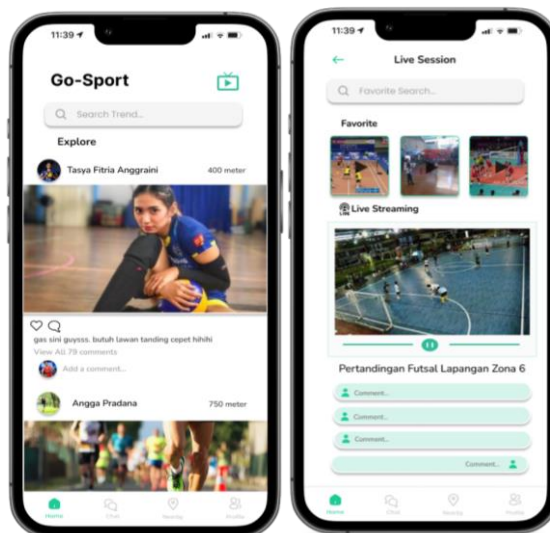 11:39
Go-Sport
Search Trend...
Explore
Tasya Fitria Anggraini
400 meter
gas sini guysss. butuh lawan tanding cepet hihihi
View All 79 comments
Add a comment...
Angga Pradana
750 meter
Home
Chat
Nearby
Profile
11:39
Live Session
Favorite Search...
Favorite
LIVE
Live Streaming
Pertandingan Futsal Lapangan Zona 6
Comment...
Comment...
Comment...
Comment...
Home
Chat
Nearby
Profile